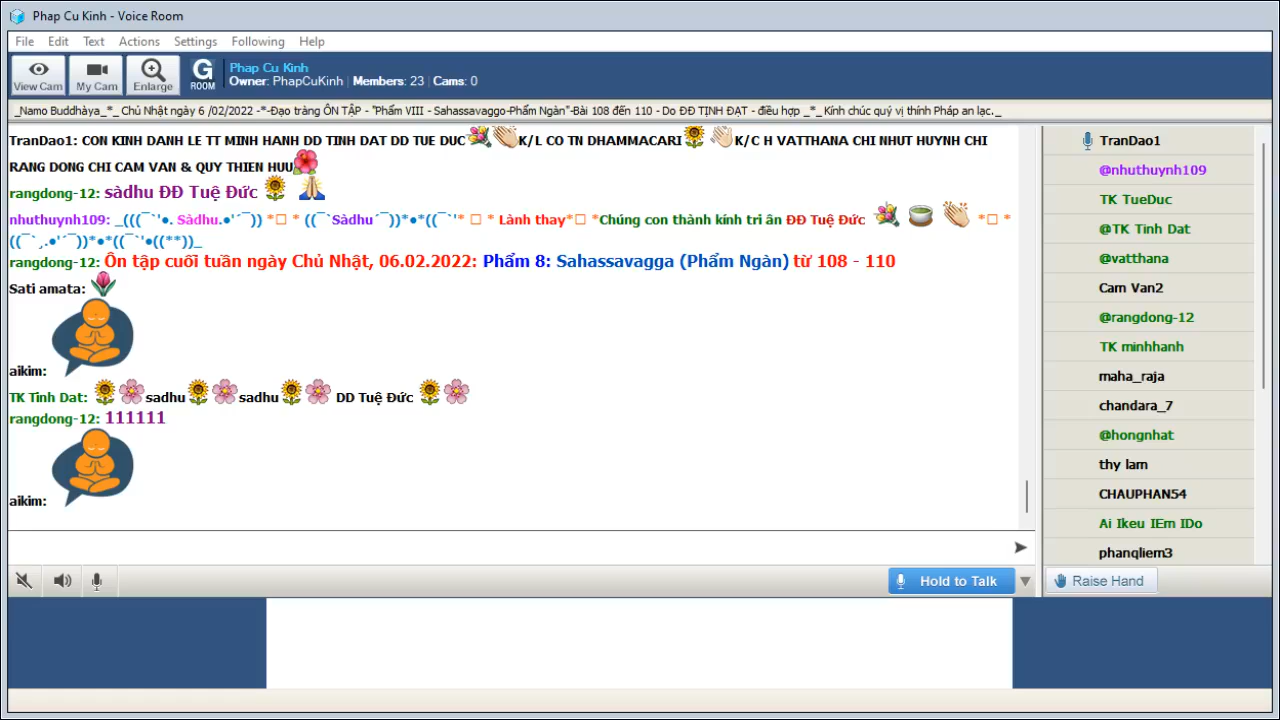 Phap Cu Kinh - Voice Room
File Edit Text Actions Settings Following Help
View Cam My Cam Enlarge G ROOM
Phap Cu Kinh
Owner: PhapCuKinh Members: 23 Cams: 0
_Namo Buddhàya_*_ Chủ Nhật ngày 6 /02/2022 -*-Đạo tràng ÔN TẬP - "Phẩm VIII - Sahassavaggo-Phẩm Ngàn"-Bài 108 đến 110 - Do ĐĐ TỊNH ĐẠT - điều hợp _*_ Kính chúc quý vị thính Pháp an lạc._
TranDao1: CON KINH DANH LE TT MINH HANH DD TINH DAT DD TUE DUC K/L CO TN DHAMMACARI K/C H VATTHANA CHI NHUT HUYNH CHI
RANG DONG CHI CAM VAN & QUY THIEN HUU
rangdong-12: sàdhu ĐĐ Tuệ Đức
nhuthuynh109: _(((¯`'•. Sàdhu.•'´¯)) *□ * ((¯`Sàdhu´¯))*•*((¯`'* □ * Lành thay*□ *Chúng con thành kính tri ân ĐĐ Tuệ Đức *□ *
((¯`¸.•'´¯))*•*((¯`'•((**))_
rangdong-12: Ôn tập cuối tuần ngày Chủ Nhật, 06.02.2022: Phẩm 8: Sahassavagga (Phẩm Ngàn) từ 108 - 110
Sati amata:
aikim:
TK Tinh Dat: sadhu sadhu DD Tuệ Đức
rangdong-12: 111111
aikim:
Hold to Talk
TranDao1
@nhuthuynh109
TK TueDuc
@TK Tinh Dat
@vatthana
Cam Van2
@rangdong-12
TK minhhanh
maha_raja
chandara_7
@hongnhat
thy lam
CHAUPHAN54
Ai Ikeu IEm IDo
phanqliem3
Raise Hand